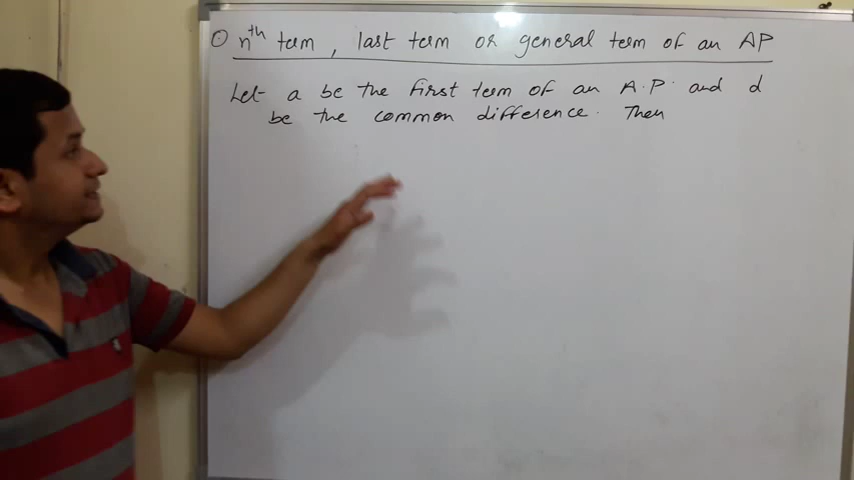 ⊙ nth term, last term or general term of an AP
Let a be the first term of an A.P. and d
be the common difference. Then